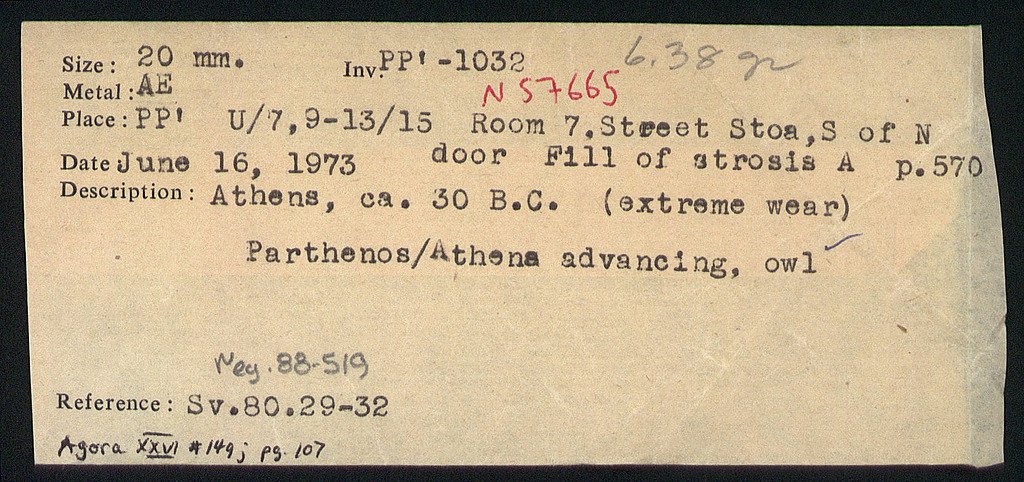 Size: 20 mm. Inv. PP' -1032 6.38 gr
Metal: AE N 57665
Place: PP' U/7,9-13/15 Room 7.Street Stoa,S of N
Date June 16, 1973 door Fill of strosis A p.570
Description: Athens, ca. 30 B.C. (extreme wear)
Parthenos/Athena advancing, owl ✓
Neg. 88-519
Reference: Sv.80.29-32
Agora XXVI #149j pg. 107